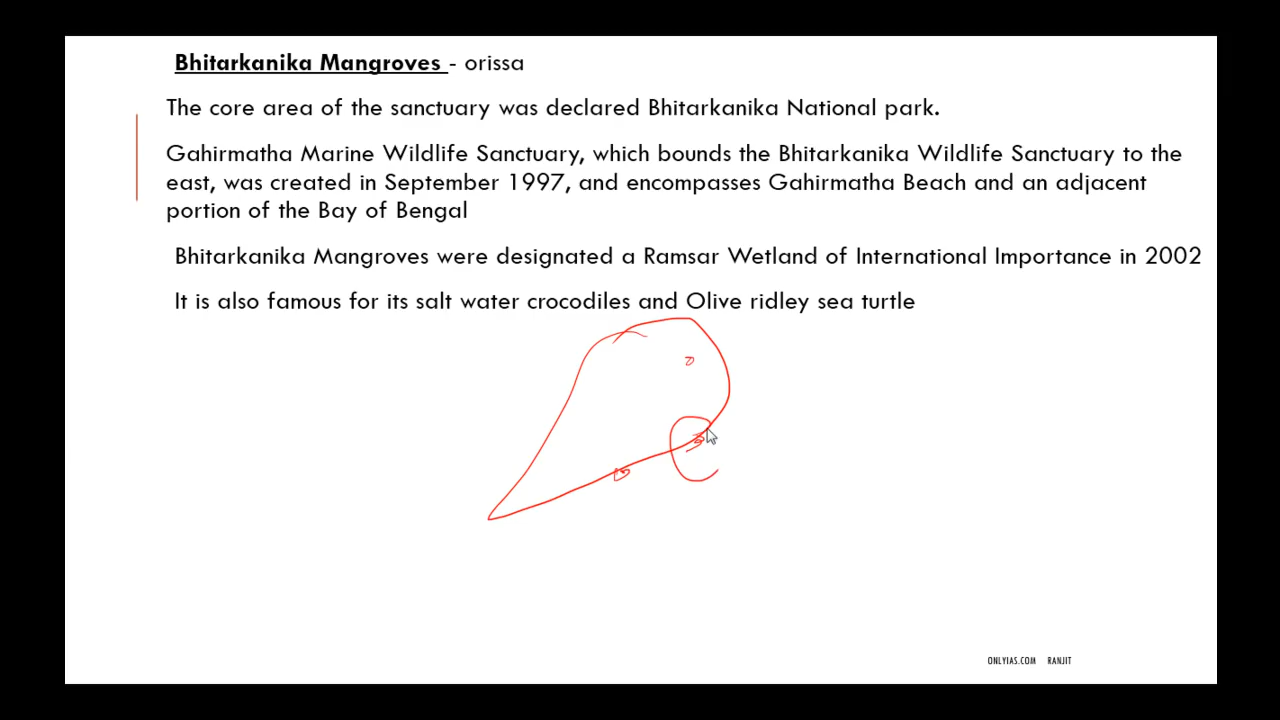 Bhitarkanika Mangroves - orissa
The core area of the sanctuary was declared Bhitarkanika National park.
Gahirmatha Marine Wildlife Sanctuary, which bounds the Bhitarkanika Wildlife Sanctuary to the
east, was created in September 1997, and encompasses Gahirmatha Beach and an adjacent
portion of the Bay of Bengal
Bhitarkanika Mangroves were designated a Ramsar Wetland of International Importance in 2002
It is also famous for its salt water crocodiles and Olive ridley sea turtle
ONLYIAS.COM RANJIT